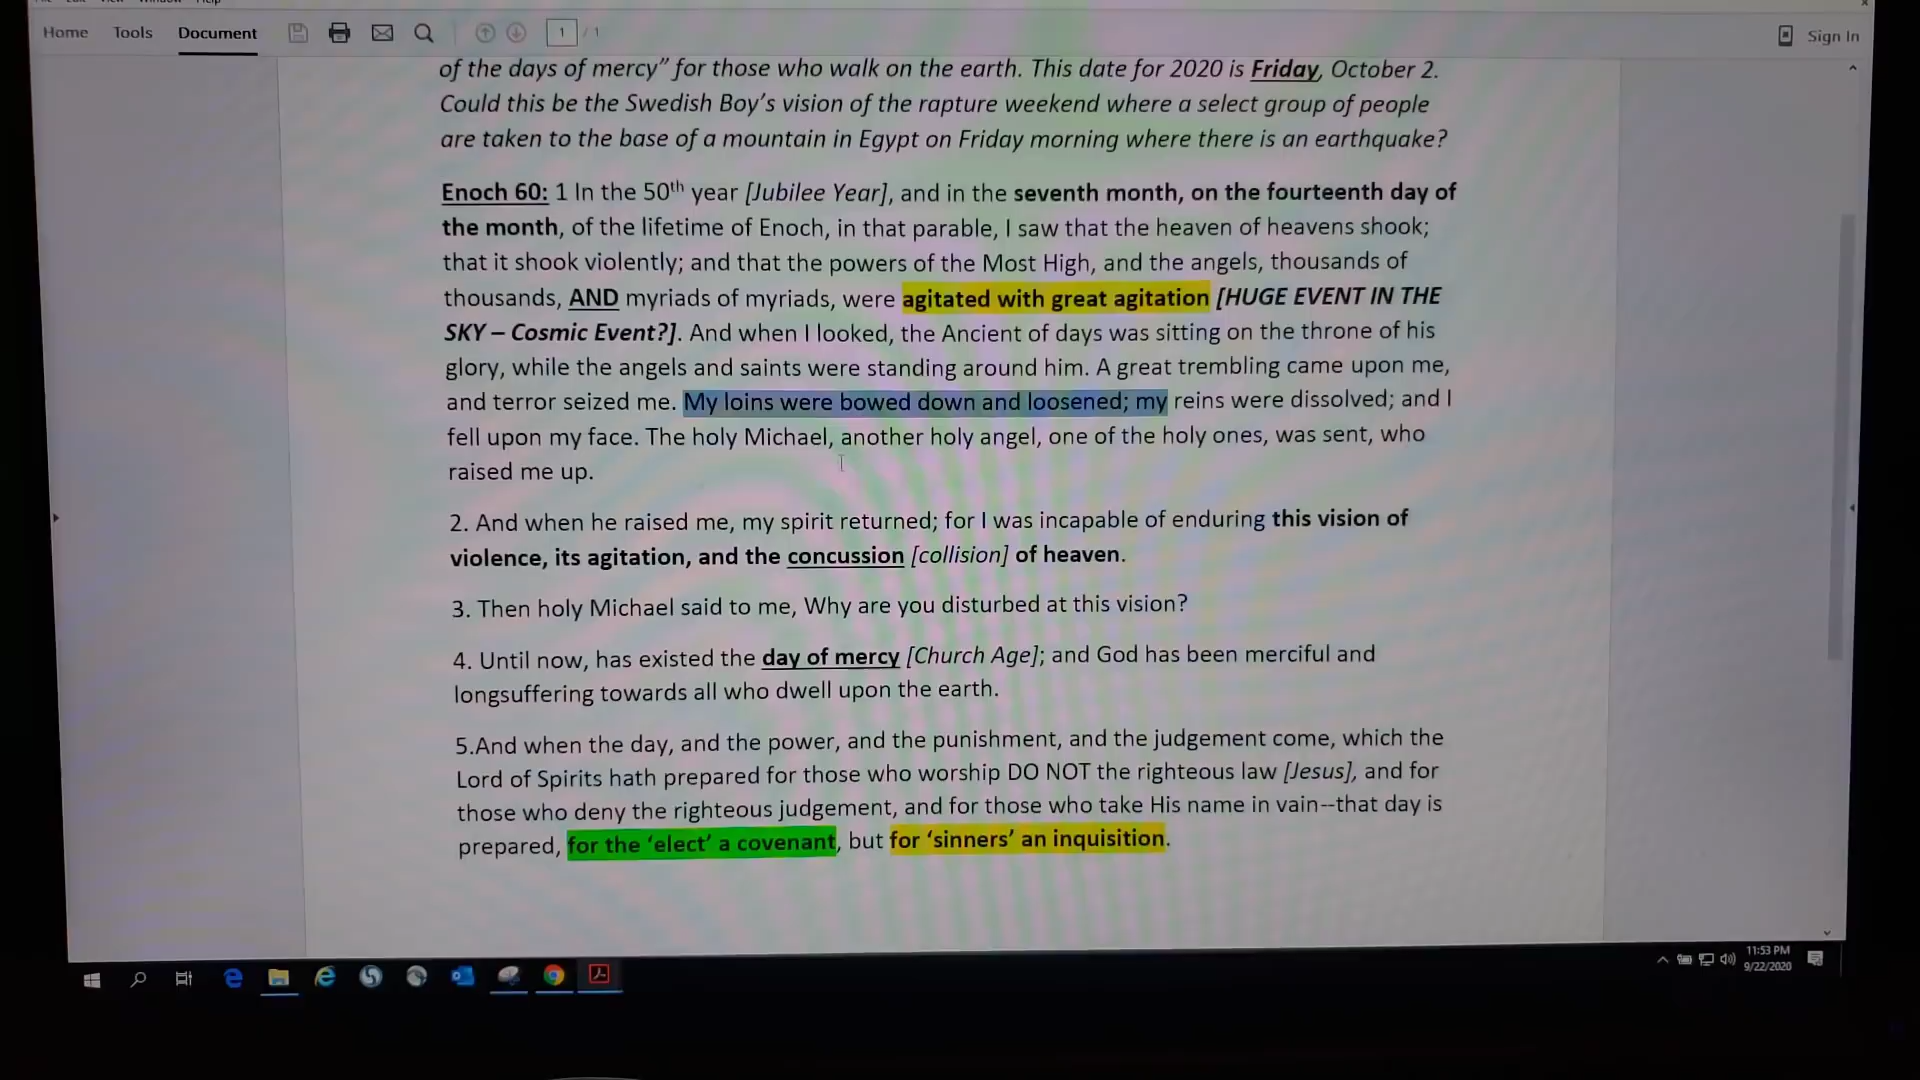 Home Tools Document 1 / 1 Sign In
of the days of mercy" for those who walk on the earth. This date for 2020 is Friday, October 2.
Could this be the Swedish Boy's vision of the rapture weekend where a select group of people
are taken to the base of a mountain in Egypt on Friday morning where there is an earthquake?
Enoch 60: 1 In the 50th year [Jubilee Year], and in the seventh month, on the fourteenth day of
the month, of the lifetime of Enoch, in that parable, I saw that the heaven of heavens shook;
that it shook violently; and that the powers of the Most High, and the angels, thousands of
thousands, AND myriads of myriads, were agitated with great agitation [HUGE EVENT IN THE
SKY – Cosmic Event?]. And when I looked, the Ancient of days was sitting on the throne of his
glory, while the angels and saints were standing around him. A great trembling came upon me,
and terror seized me. My loins were bowed down and loosened; my reins were dissolved; and I
fell upon my face. The holy Michael, another holy angel, one of the holy ones, was sent, who
raised me up.
2. And when he raised me, my spirit returned; for I was incapable of enduring this vision of
violence, its agitation, and the concussion [collision] of heaven.
3. Then holy Michael said to me, Why are you disturbed at this vision?
4. Until now, has existed the day of mercy [Church Age]; and God has been merciful and
longsuffering towards all who dwell upon the earth.
5.And when the day, and the power, and the punishment, and the judgement come, which the
Lord of Spirits hath prepared for those who worship DO NOT the righteous law [Jesus], and for
those who deny the righteous judgement, and for those who take His name in vain--that day is
prepared, for the 'elect' a covenant, but for 'sinners' an inquisition.
11:53 PM
9/22/2020